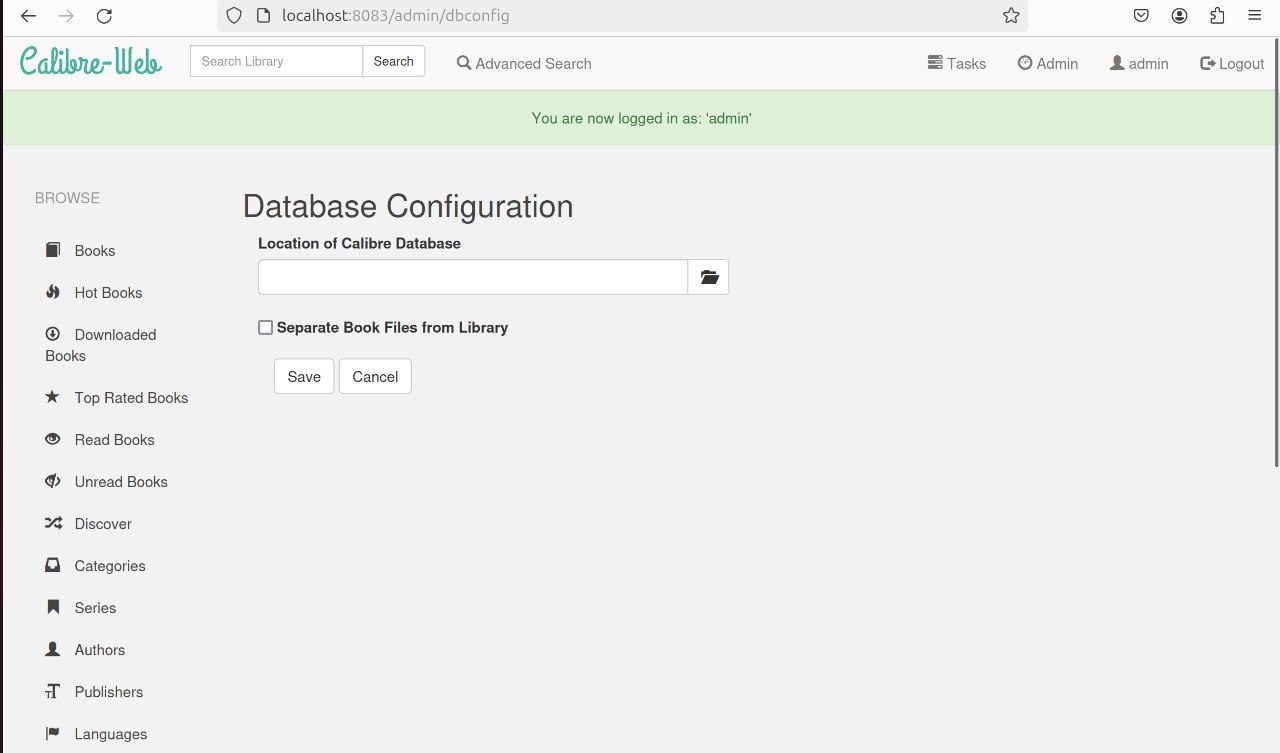 localhost:8083/admin/dbconfig
Calibre-Web
Search Library
Search
Advanced Search
Tasks
Admin
admin
Logout
You are now logged in as: 'admin'
BROWSE
Books
Hot Books
Downloaded
Books
Top Rated Books
Read Books
Unread Books
Discover
Categories
Series
Authors
Publishers
Languages
Database Configuration
Location of Calibre Database
Separate Book Files from Library
Save
Cancel